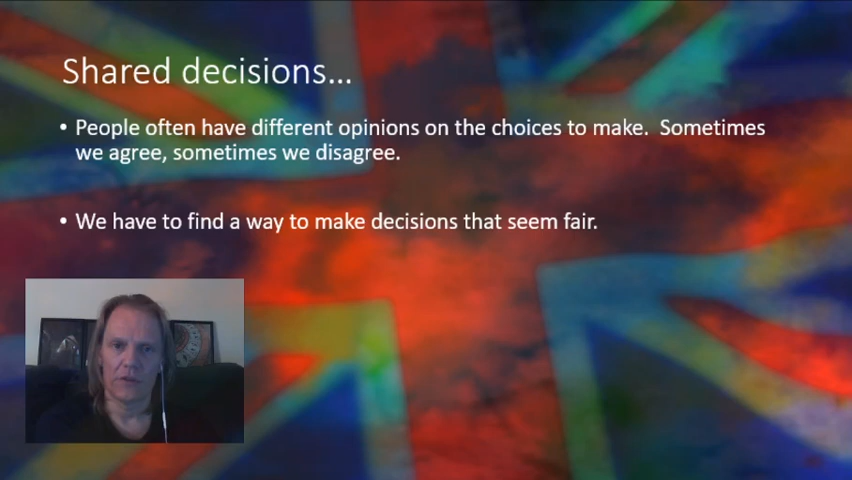 Shared decisions…
• People often have different opinions on the choices to make.  Sometimes
we agree, sometimes we disagree.
• We have to find a way to make decisions that seem fair.